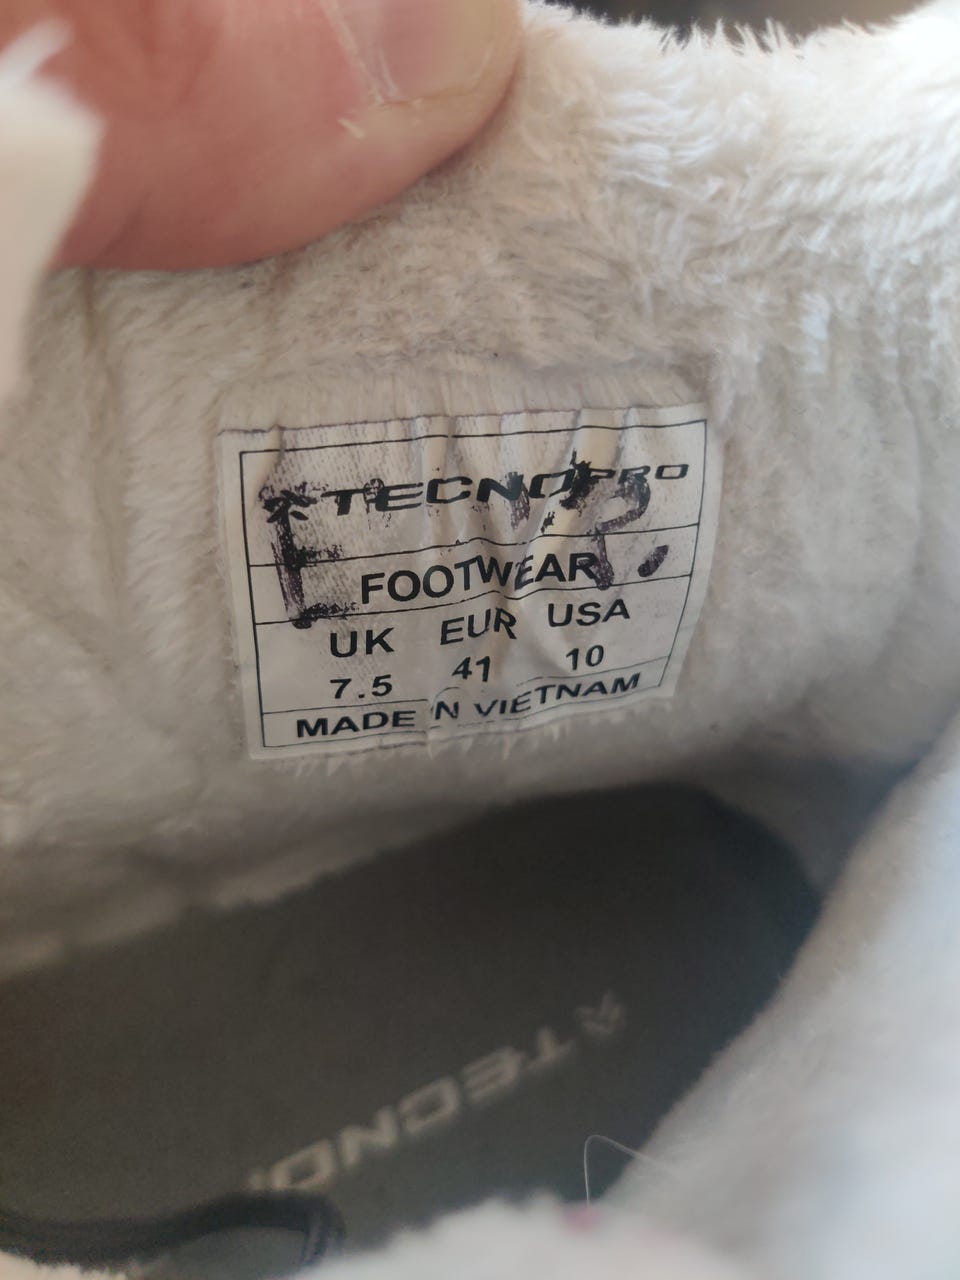 TECNOPRO
FOOTWEAR
UK EUR USA
7.5 41 10
MADE IN VIETNAM
TECNO